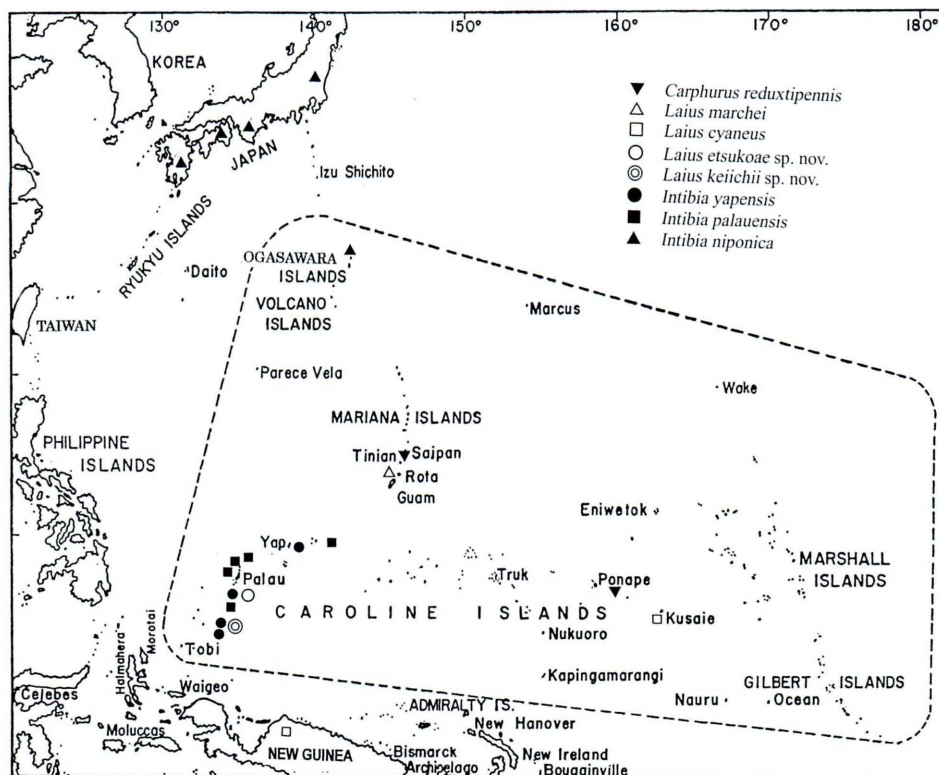 130°
140°
150°
160°
170°
180°
KOREA
JAPAN
Izu Shichito
RYUKYU ISLANDS
Daito
TAIWAN
OGASAWARA
ISLANDS
VOLCANO
ISLANDS
Marcus
Parece Vela
Wake
MARIANA ISLANDS
PHILIPPINE
ISLANDS
Tinian
Saipan
Rota
Guam
Eniwetok
Yap
Palau
Truk
Ponape
MARSHALL
ISLANDS
CAROLINE ISLANDS
Kusaie
Nukuoro
Tobi
Morotai
Halmahera
Kapingamarangi
Celebes
Waigeo
Nauru
GILBERT ISLANDS
Ocean
ADMIRALTY IS.
New Hanover
Moluccas
NEW GUINEA
Bismarck
Archipelago
New Ireland
Bougainville
Carphurus reduxtipennis
Laius marchei
Laius cyaneus
Laius etsukoae sp. nov.
Laius keiichii sp. nov.
Intibia yapensis
Intibia palauensis
Intibia niponica